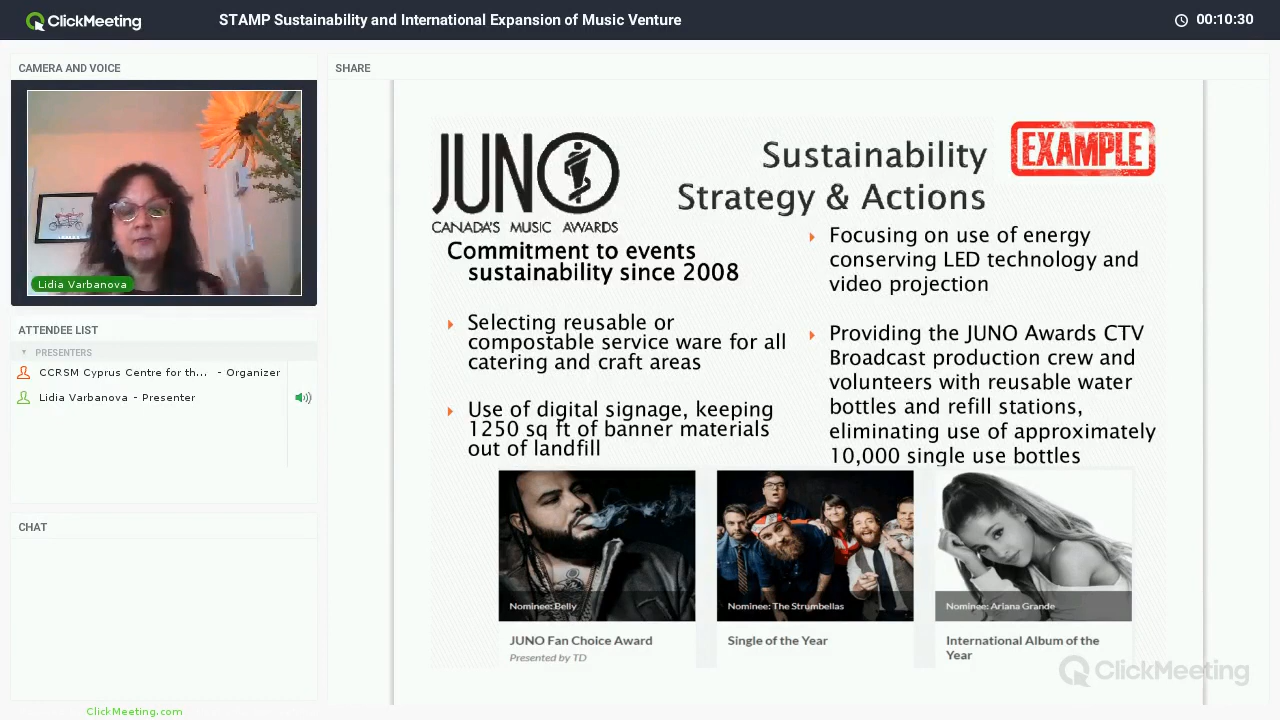 ClickMeeting
STAMP Sustainability and International Expansion of Music Venture
00:10:30
CAMERA AND VOICE
Lidia Varbanova
ATTENDEE LIST
PRESENTERS
CCRSM Cyprus Centre for th... - Organizer
Lidia Varbanova - Presenter
CHAT
ClickMeeting.com
SHARE
JUNO
CANADA'S MUSIC AWARDS
Sustainability
Strategy & Actions
EXAMPLE
Commitment to events
sustainability since 2008
Selecting reusable or
compostable service ware for all
catering and craft areas
Use of digital signage, keeping
1250 sq ft of banner materials
out of landfill
Focusing on use of energy
conserving LED technology and
video projection
Providing the JUNO Awards CTV
Broadcast production crew and
volunteers with reusable water
bottles and refill stations,
eliminating use of approximately
10,000 single use bottles
Nominee: Belly
JUNO Fan Choice Award
Presented by TD
Nominee: The Strumbellas
Single of the Year
Nominee: Ariana Grande
International Album of the
Year
ClickMeeting